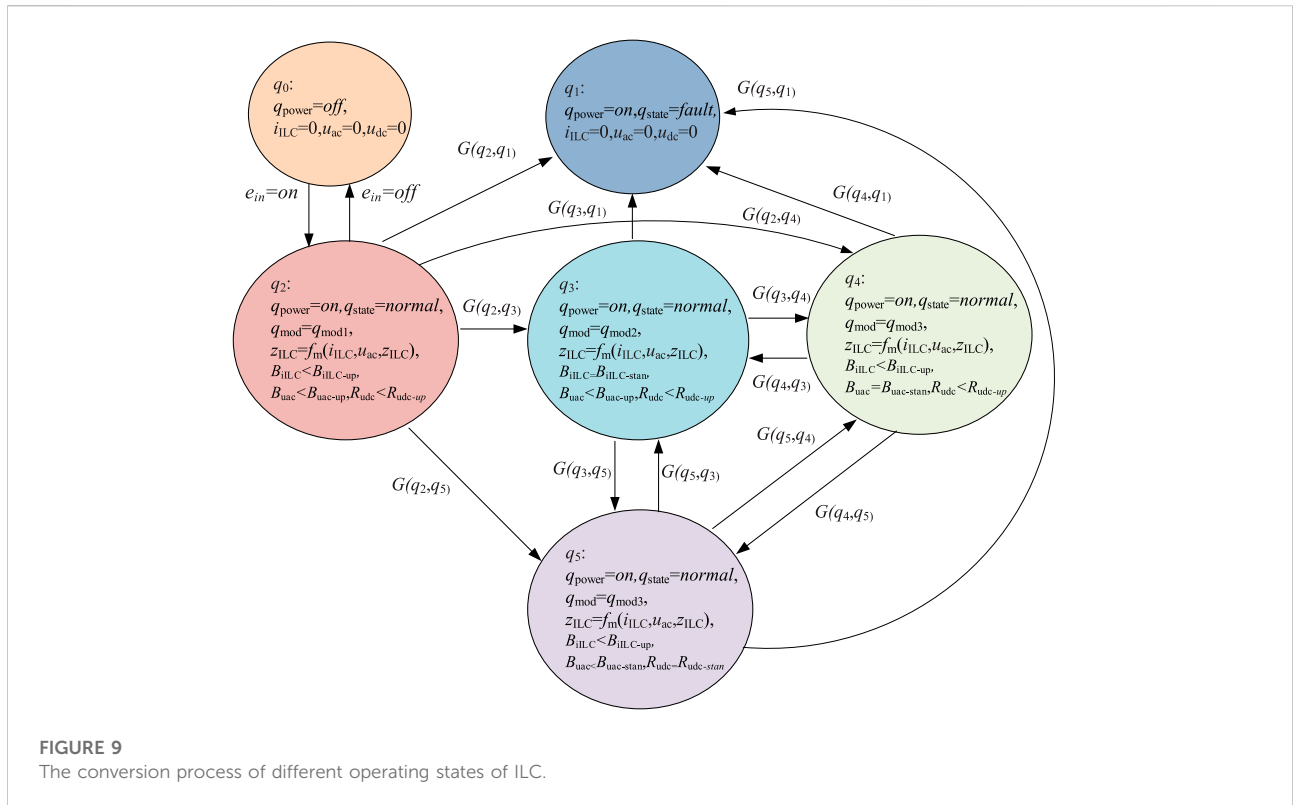 q0:
qpower=off,
iILC=0,uac=0,udc=0
q1:
qpower=on,qstate=fault,
iILC=0,uac=0,udc=0
G(q5,q1)
G(q2,q1)
ein=on
ein=off
G(q3,q1)
G(q2,q4)
G(q4,q1)
q2:
qpower=on,qstate=normal,
qmod=qmod1,
zILC=fm(iILC,uac,zILC),
BiILC<BiILC-up,
Buac<Buac-up,Rudc<Rudc-up
G(q2,q3)
q3:
qpower=on,qstate=normal,
qmod=qmod2,
zILC=fm(iILC,uac,zILC),
BiILC=BiILC-stan,
Buac<Buac-up,Rudc<Rudc-up
G(q3,q4)
G(q4,q3)
q4:
qpower=on,qstate=normal,
qmod=qmod3,
zILC=fm(iILC,uac,zILC),
BiILC<BiILC-up,
Buac=Buac-stan,Rudc<Rudc-up
G(q2,q5)
G(q3,q5)
G(q5,q3)
G(q5,q4)
G(q4,q5)
q5:
qpower=on,qstate=normal,
qmod=qmod3,
zILC=fm(iILC,uac,zILC),
BiILC<BiILC-up,
Buac<Buac-stan,Rudc=Rudc-stan
FIGURE 9
The conversion process of different operating states of ILC.